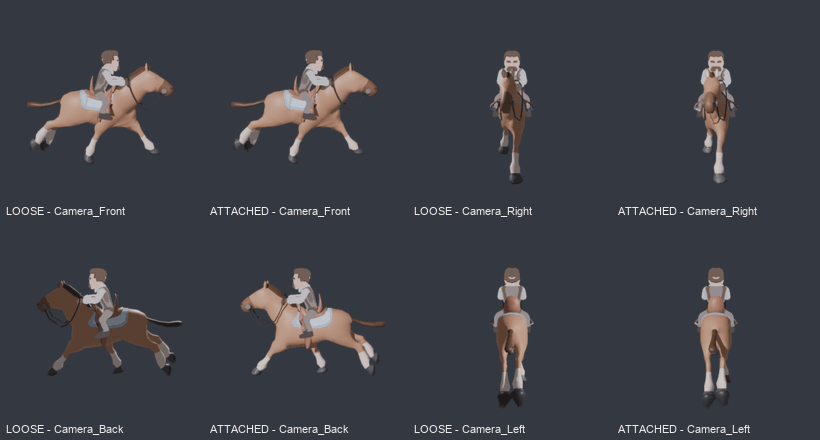 LOOSE - Camera_Front
ATTACHED - Camera_Front
LOOSE - Camera_Right
ATTACHED - Camera_Right
LOOSE - Camera_Back
ATTACHED - Camera_Back
LOOSE - Camera_Left
ATTACHED - Camera_Left